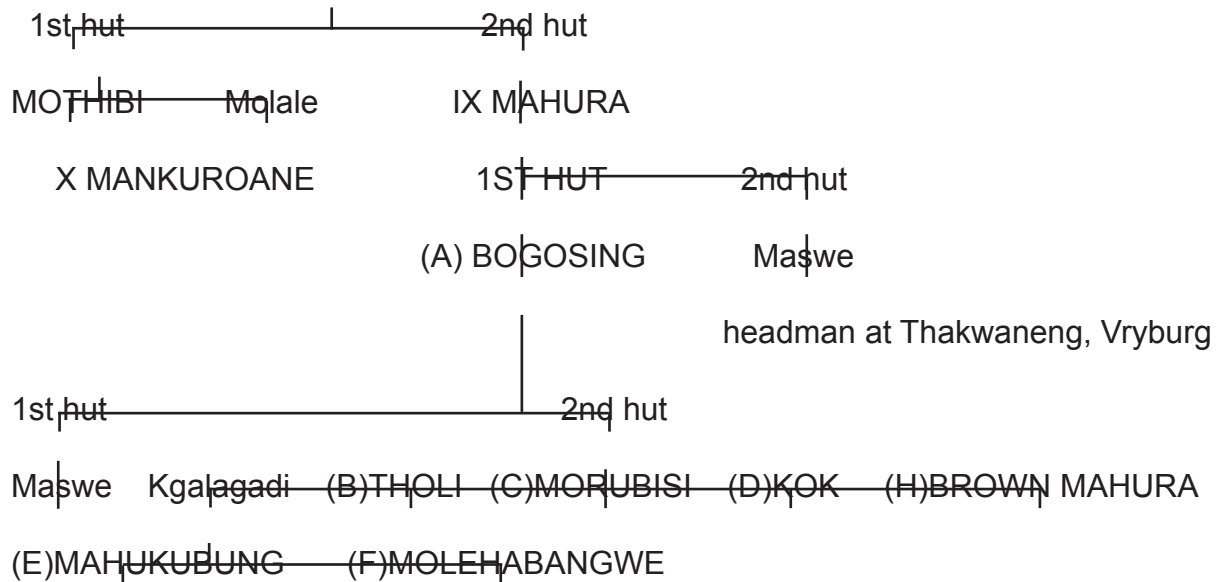 1st hut 2nd hut
MOTHIBI Molale IX MAHURA
X MANKUROANE 1ST HUT 2nd hut
(A) BOGOSING Maswe
headman at Thakwaneng, Vryburg
1st hut 2nd hut
Maswe Kgalagadi (B)THOLI (C)MORUBISI (D)KOK (H)BROWN MAHURA
(E)MAHUKUBUNG (F)MOLEHABANGWE